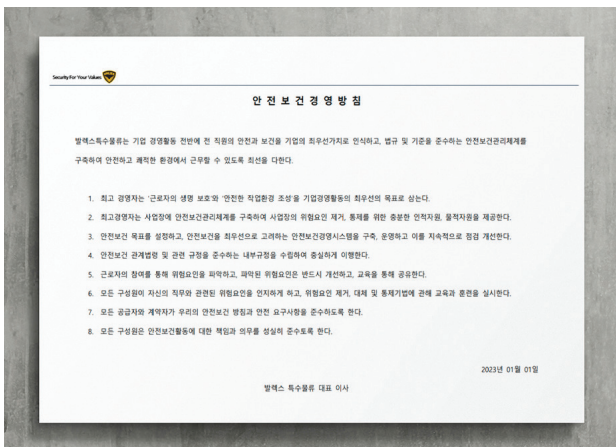 Security For Your Values
안전보건경영방침
발렉스특수물류는 기업 경영활동 전반에 전 직원의 안전과 보건을 기업의 최우선가치로 인식하고, 법규 및 기준을 준수하는 안전보건관리체계를
구축하여 안전하고 쾌적한 환경에서 근무할 수 있도록 최선을 다한다.
1. 최고 경영자는 '근로자의 생명 보호'와 '안전한 작업환경 조성'을 기업경영활동의 최우선의 목표로 삼는다.
2. 최고경영자는 사업장에 안전보건관리체계를 구축하여 사업장의 위험요인 제거, 통제를 위한 충분한 인적자원, 물적자원을 제공한다.
3. 안전보건 목표를 설정하고, 안전보건을 최우선으로 고려하는 안전보건경영시스템을 구축, 운영하고 이를 지속적으로 점검 개선한다.
4. 안전보건 관계법령 및 관련 규정을 준수하는 내부규정을 수립하여 충실하게 이행한다.
5. 근로자의 참여를 통해 위험요인을 파악하고, 파악된 위험요인은 반드시 개선하고, 교육을 통해 공유한다.
6. 모든 구성원이 자신의 직무와 관련된 위험요인을 인지하게 하고, 위험요인 제거, 대체 및 통제기법에 관해 교육과 훈련을 실시한다.
7. 모든 공급자와 계약자가 우리의 안전보건 방침과 안전 요구사항을 준수하도록 한다.
8. 모든 구성원은 안전보건활동에 대한 책임과 의무를 성실히 준수토록 한다.
2023년 01월 01일
발렉스 특수물류 대표 이사